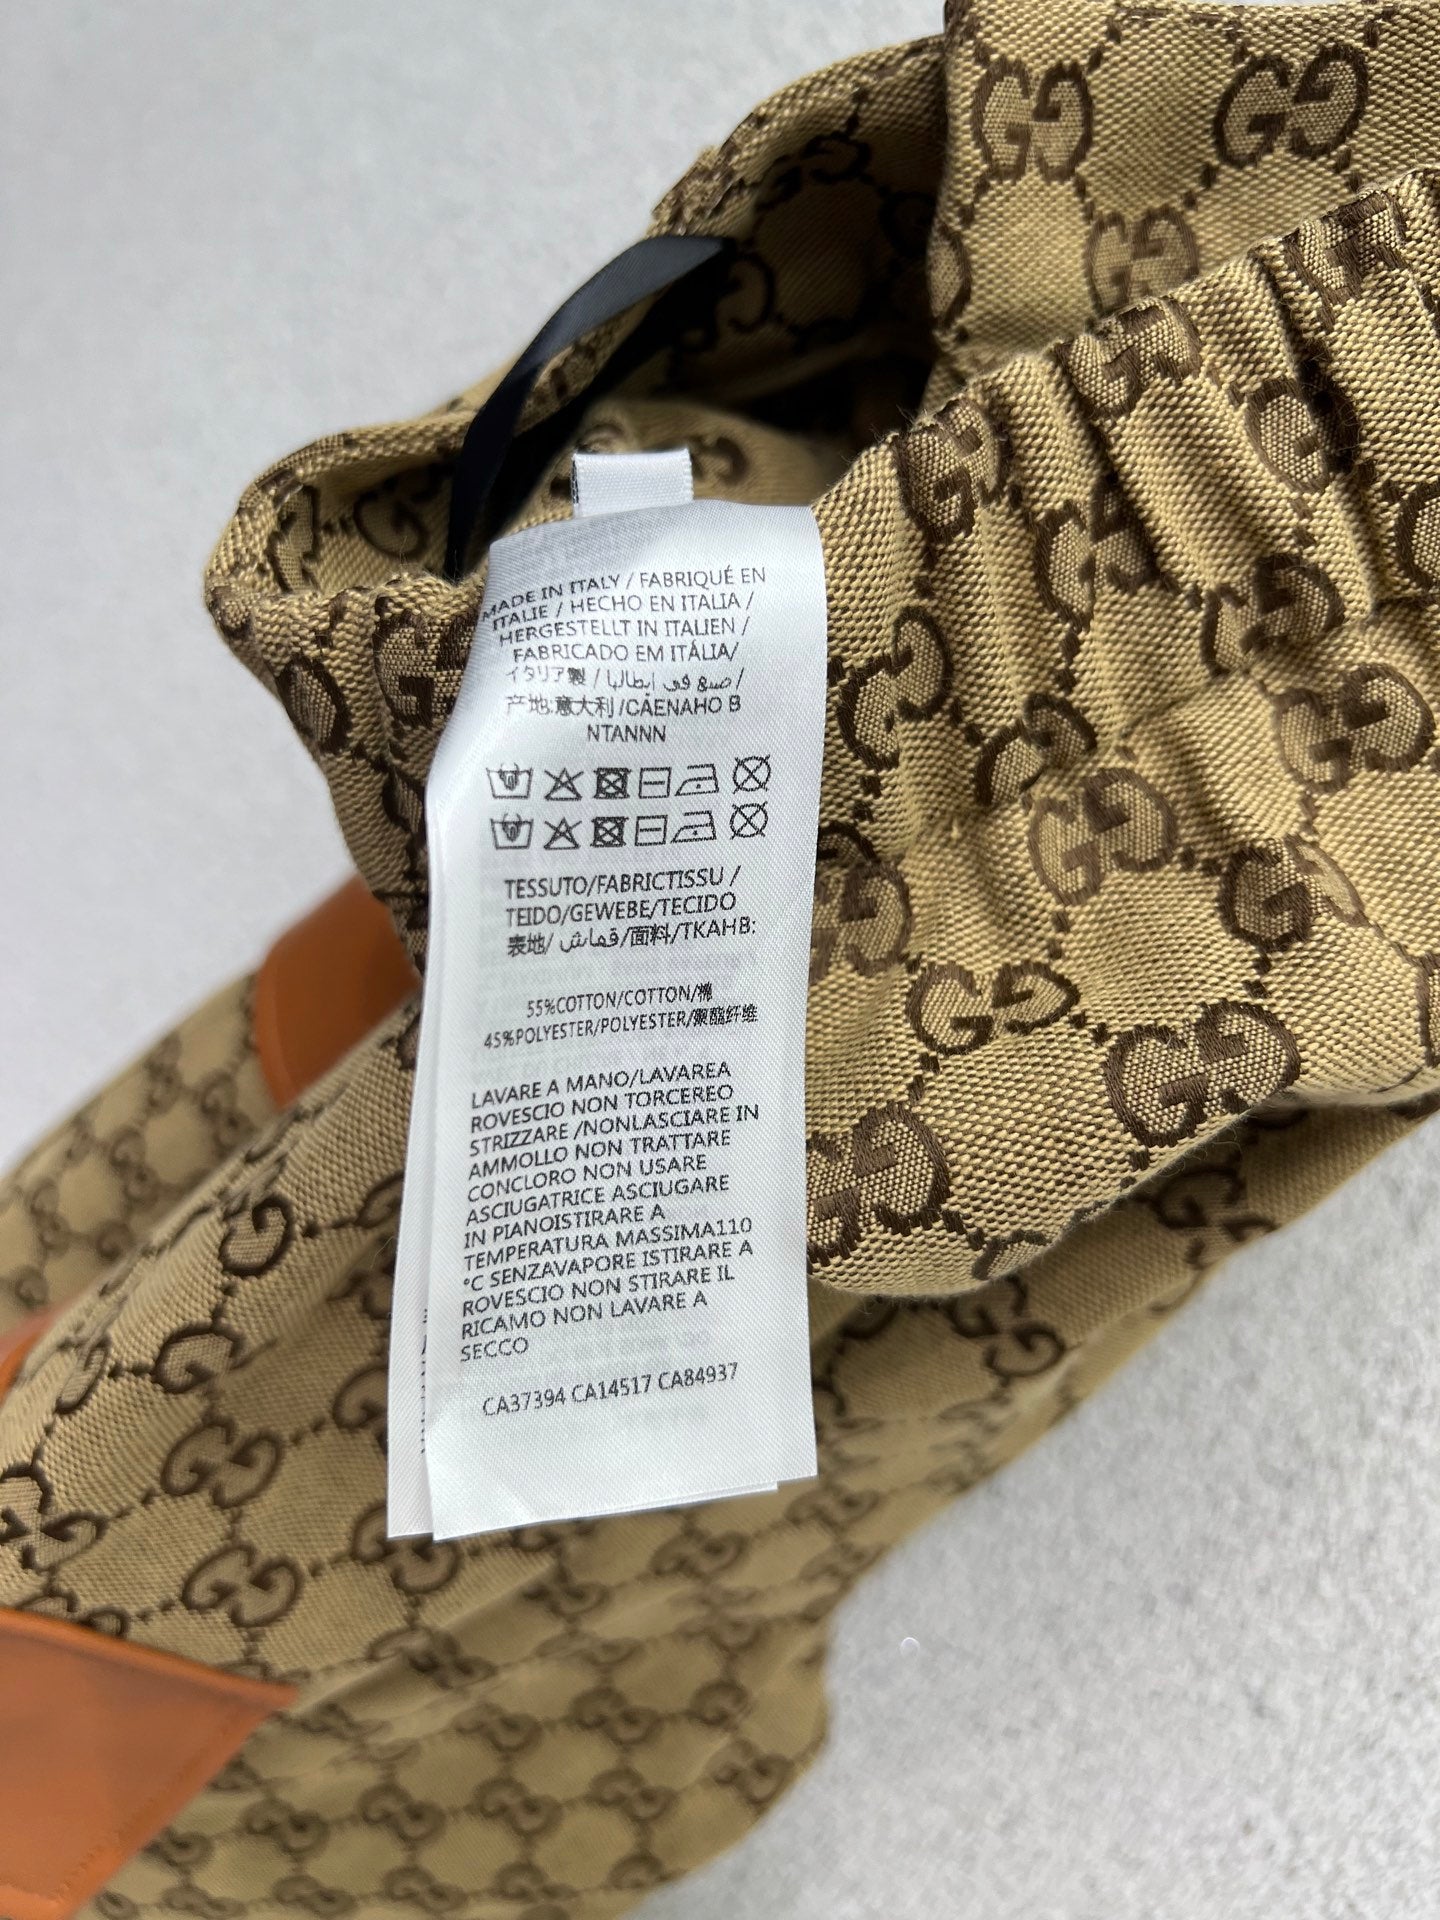 MADE IN ITALY / FABRIQUÉ EN
ITALIE / HECHO EN ITALIA /
HERGESTELLT IN ITALIEN /
FABRICADO EM ITÁLIA/
イタリア製 / صنع في إيطاليا /
产地:意大利/CAENAHO B
NTANNN
TESSUTO/FABRICTISSU /
TEIDO/GEWEBE/TECIDO
表地/ قماش/面料/TKAHB:
55%COTTON/COTTON/棉
45%POLYESTER/POLYESTER/聚酯纤维
LAVARE A MANO/LAVAREA
ROVESCIO NON TORCEREO
STRIZZARE /NONLASCIARE IN
AMMOLLO NON TRATTARE
CONCLORO NON USARE
ASCIUGATRICE ASCIUGARE
IN PIANOISTIRARE A
TEMPERATURA MASSIMA110
°C SENZAVAPORE ISTIRARE A
ROVESCIO NON STIRARE IL
RICAMO NON LAVARE A
SECCO
CA37394 CA14517 CA84937